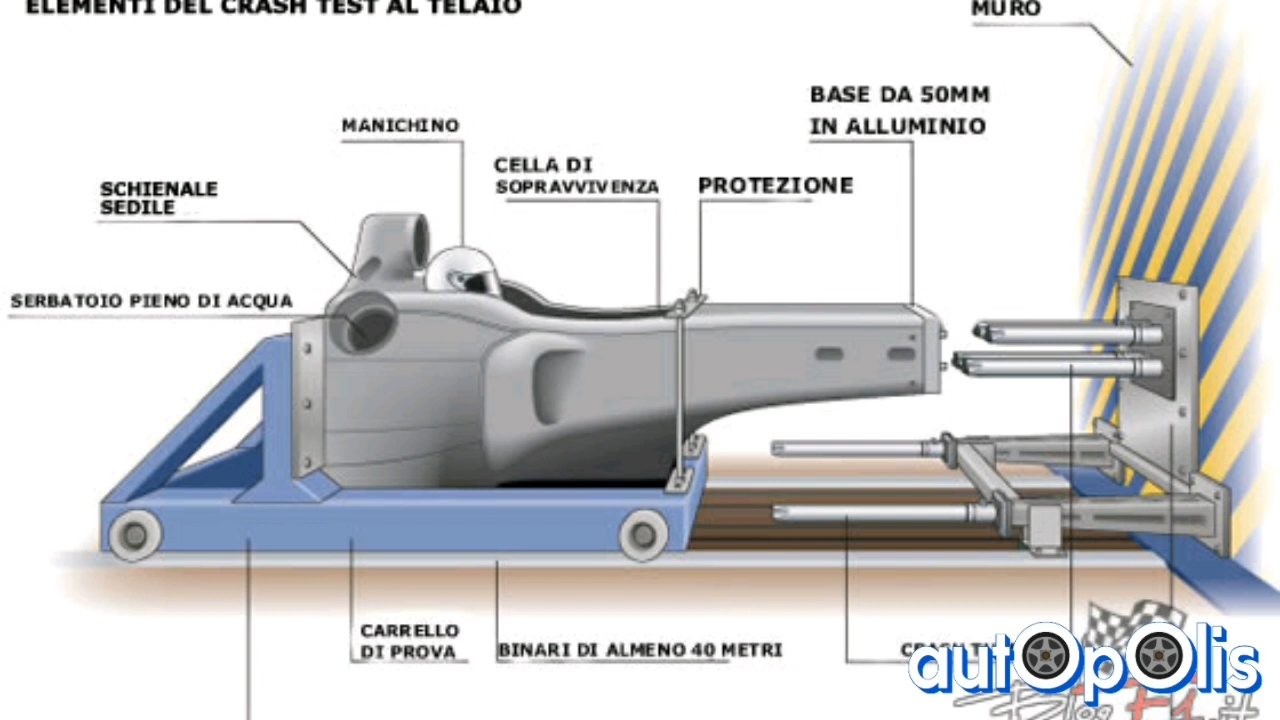 ELEMENTI DEL CRASH TEST AL TELAIO
MURO
BASE DA 50MM
IN ALLUMINIO
MANICHINO
CELLA DI
SOPRAVVIVENZA
PROTEZIONE
SCHIENALE
SEDILE
SERBATOIO PIENO DI ACQUA
CARRELLO
DI PROVA
BINARI DI ALMENO 40 METRI
CRASH
autOpOlis